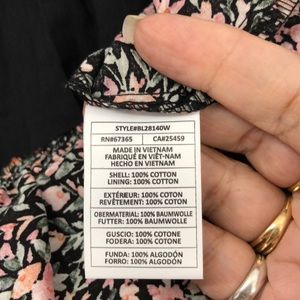 STYLE#BL28140W
RN#67365 CA#25459
MADE IN VIETNAM
FABRIQUÉ EN VIÊT-NAM
HECHO EN VIETNAM
SHELL: 100% COTTON
LINING: 100% COTTON
EXTÉRIEUR: 100% COTON
REVÊTEMENT: 100% COTON
OBERMATERIAL: 100% BAUMWOLLE
FUTTER: 100% BAUMWOLLE
GUSCIO: 100% COTONE
FODERA: 100% COTONE
FUNDA: 100% ALGODÓN
FORRO: 100% ALGODÓN